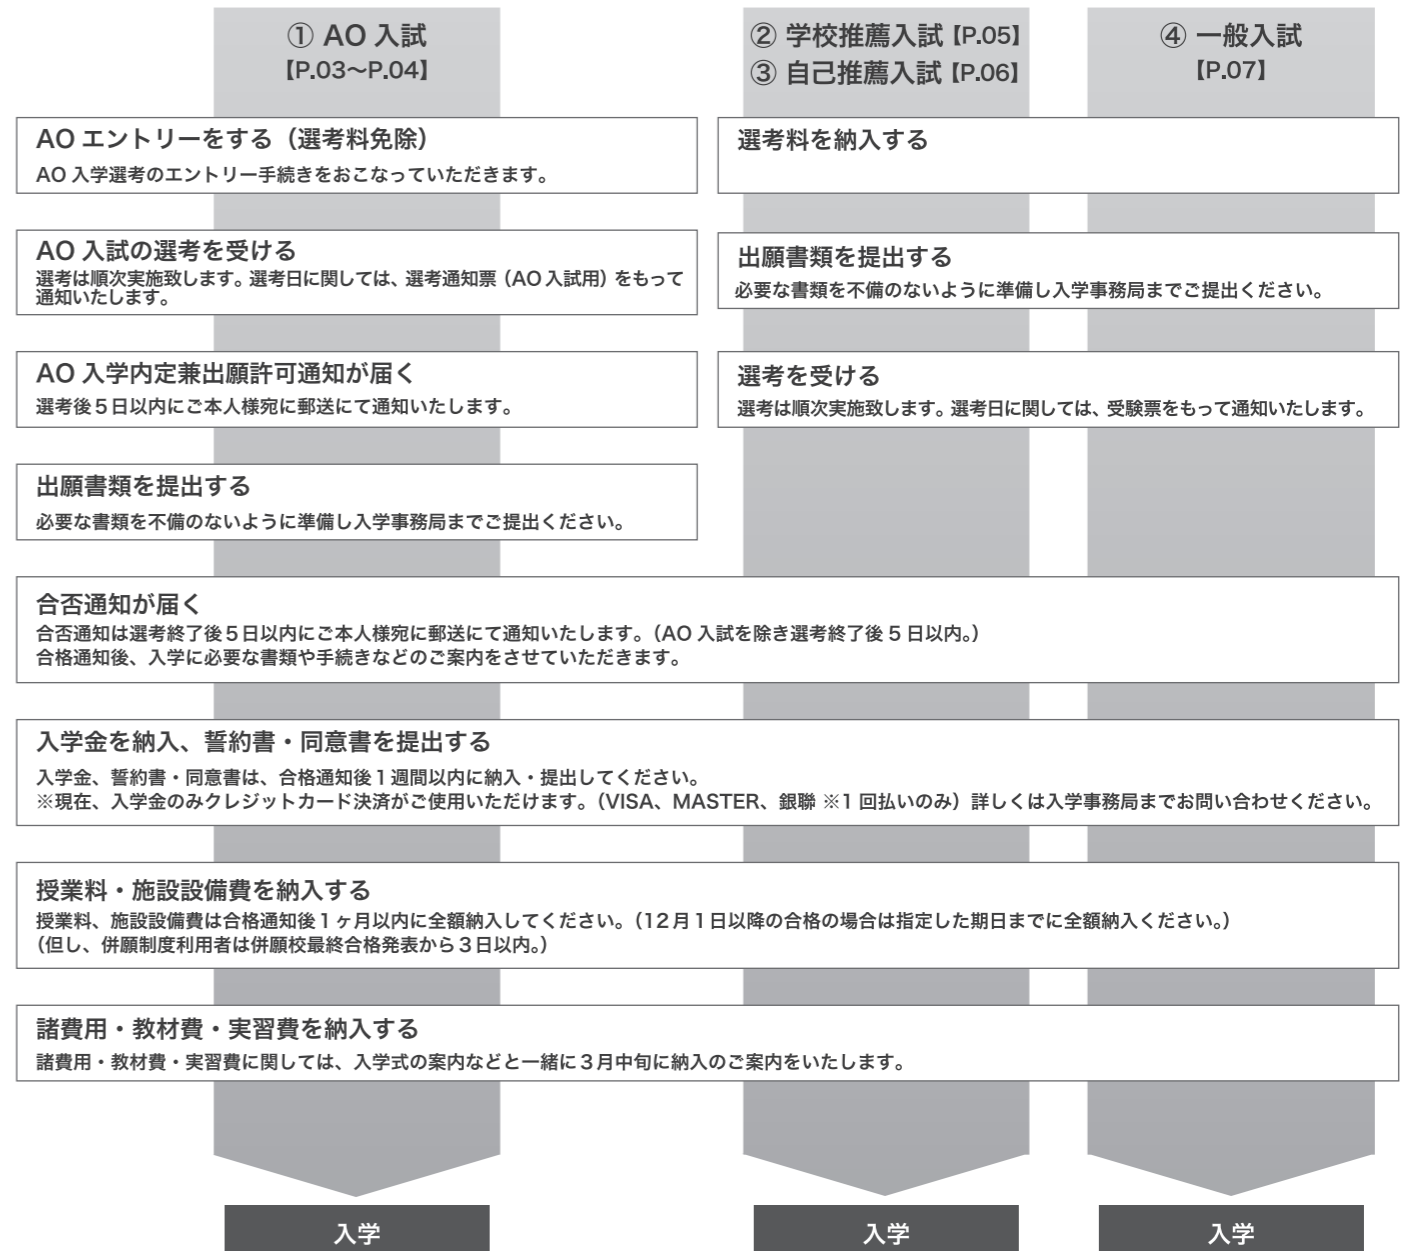 ① AO 入試
【P.03〜P.04】
② 学校推薦入試【P.05】
③ 自己推薦入試【P.06】
④ 一般入試
【P.07】
AO エントリーをする（選考料免除）
AO 入学選考のエントリー手続きをおこなっていただきます。
選考料を納入する
AO 入試の選考を受ける
選考は順次実施致します。選考日に関しては、選考通知票（AO 入試用）をもって
通知いたします。
出願書類を提出する
必要な書類を不備のないように準備し入学事務局までご提出ください。
AO 入学内定兼出願許可通知が届く
選考後５日以内にご本人様宛に郵送にて通知いたします。
選考を受ける
選考は順次実施致します。選考日に関しては、受験票をもって通知いたします。
出願書類を提出する
必要な書類を不備のないように準備し入学事務局までご提出ください。
合否通知が届く
合否通知は選考終了後５日以内にご本人様宛に郵送にて通知いたします。（AO 入試を除き選考終了後 5 日以内。）
合格通知後、入学に必要な書類や手続きなどのご案内をさせていただきます。
入学金を納入、誓約書・同意書を提出する
入学金、誓約書・同意書は、合格通知後１週間以内に納入・提出してください。
※現在、入学金のみクレジットカード決済がご使用いただけます。（VISA、MASTER、銀聯 ※1 回払いのみ）詳しくは入学事務局までお問い合わせください。
授業料・施設設備費を納入する
授業料、施設設備費は合格通知後１ヶ月以内に全額納入してください。（12月１日以降の合格の場合は指定した期日までに全額納入ください。）
（但し、併願制度利用者は併願校最終合格発表から３日以内。）
諸費用・教材費・実習費を納入する
諸費用・教材費・実習費に関しては、入学式の案内などと一緒に３月中旬に納入のご案内をいたします。
入学
入学
入学